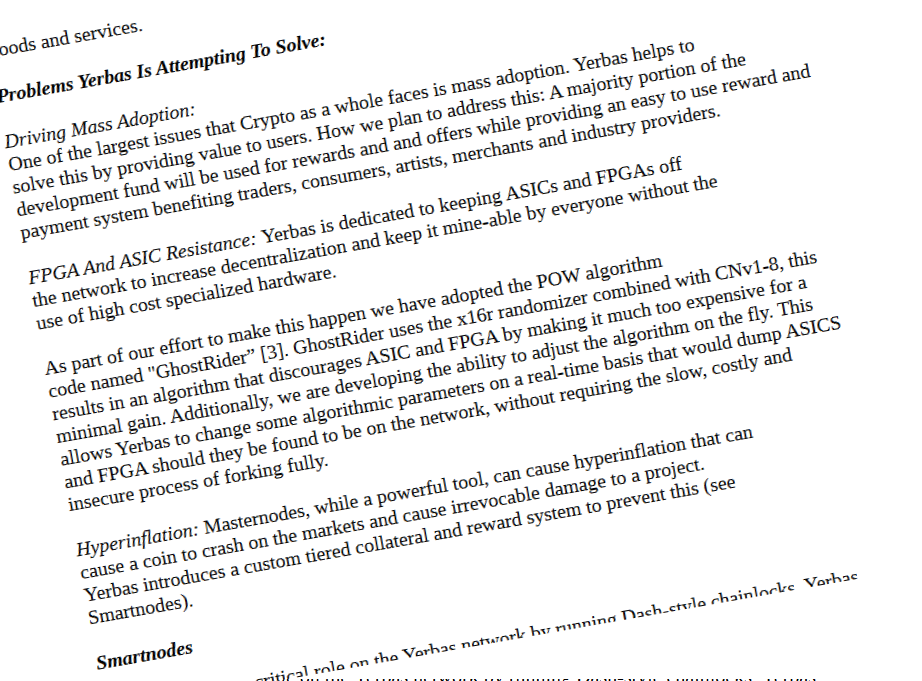 oods and services.
Problems Yerbas Is Attempting To Solve:
Driving Mass Adoption:
One of the largest issues that Crypto as a whole faces is mass adoption. Yerbas helps to
solve this by providing value to users. How we plan to address this: A majority portion of the
development fund will be used for rewards and and offers while providing an easy to use reward and
payment system benefiting traders, consumers, artists, merchants and industry providers.
FPGA And ASIC Resistance: Yerbas is dedicated to keeping ASICs and FPGAs off
the network to increase decentralization and keep it mine-able by everyone without the
use of high cost specialized hardware.
As part of our effort to make this happen we have adopted the POW algorithm
code named "GhostRider” [3]. GhostRider uses the x16r randomizer combined with CNv1-8, this
results in an algorithm that discourages ASIC and FPGA by making it much too expensive for a
minimal gain. Additionally, we are developing the ability to adjust the algorithm on the fly. This
allows Yerbas to change some algorithmic parameters on a real-time basis that would dump ASICS
and FPGA should they be found to be on the network, without requiring the slow, costly and
insecure process of forking fully.
Hyperinflation: Masternodes, while a powerful tool, can cause hyperinflation that can
cause a coin to crash on the markets and cause irrevocable damage to a project.
Yerbas introduces a custom tiered collateral and reward system to prevent this (see
Smartnodes).
Smartnodes
critical role on the Yerbas network by running Dash-style chainlocks. Yerbas